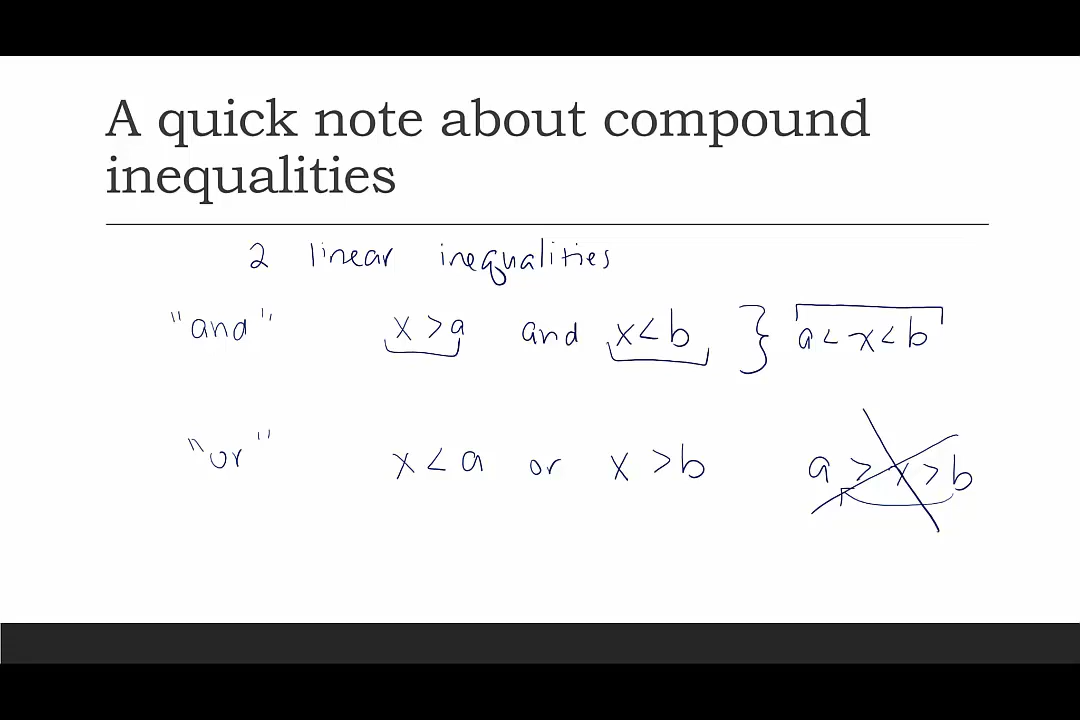 A quick note about compound
inequalities
2 linear inequalities
"and" x > a and x < b } a < x < b
"or" x < a or x > b a > x > b